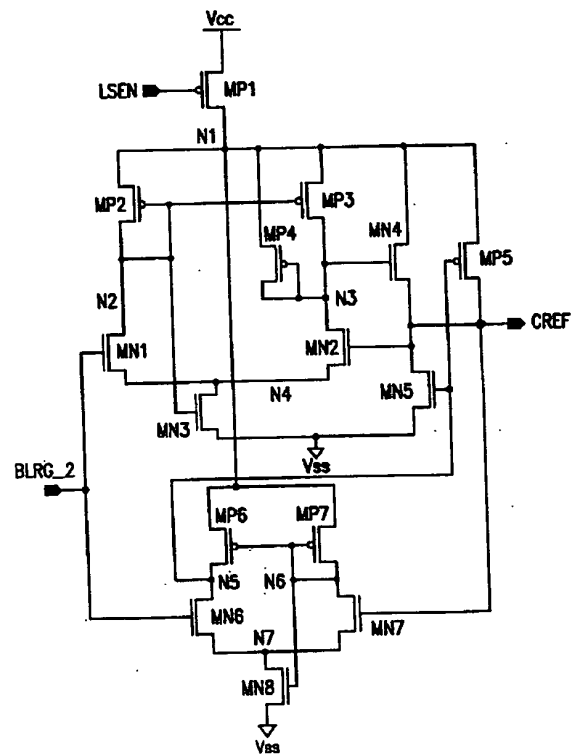 Vcc
LSEN
MP1
N1
MP2
MP3
MN4
MP4
MP5
N2
N3
CREF
MN1
MN2
N4
MN5
MN3
Vss
BLRG_2
MP6
MP7
N5
N6
MN6
N7
MN7
MN8
Vss